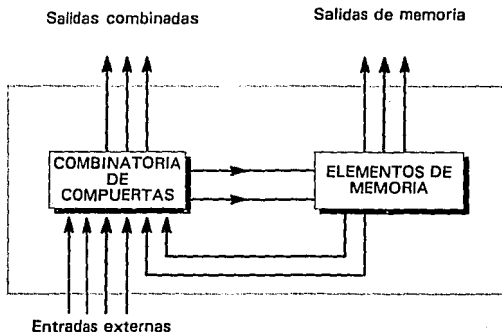 Salidas combinadas
Salidas de memoria
COMBINATORIA
DE
COMPUERTAS
ELEMENTOS DE
MEMORIA
Entradas externas